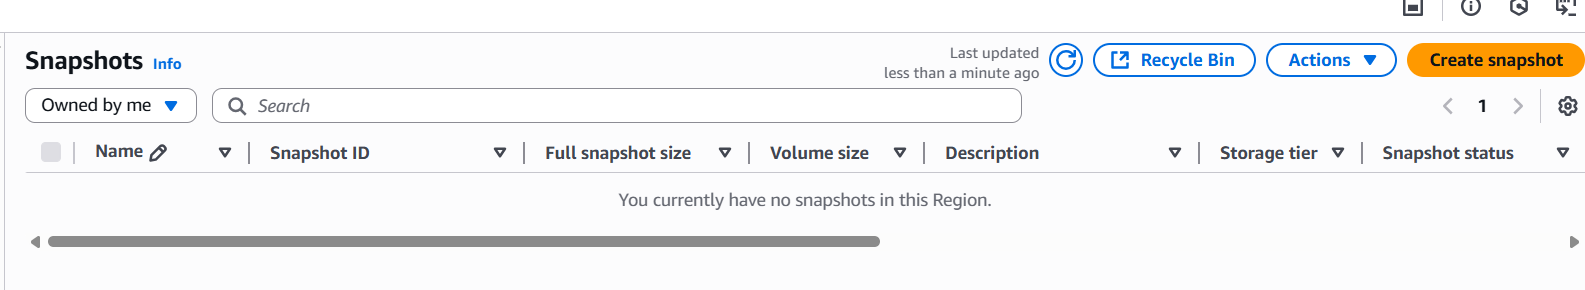 Snapshots Info
Last updated
less than a minute ago
Recycle Bin
Actions
Create snapshot
Owned by me
Search
1
Name
Snapshot ID
Full snapshot size
Volume size
Description
Storage tier
Snapshot status
You currently have no snapshots in this Region.